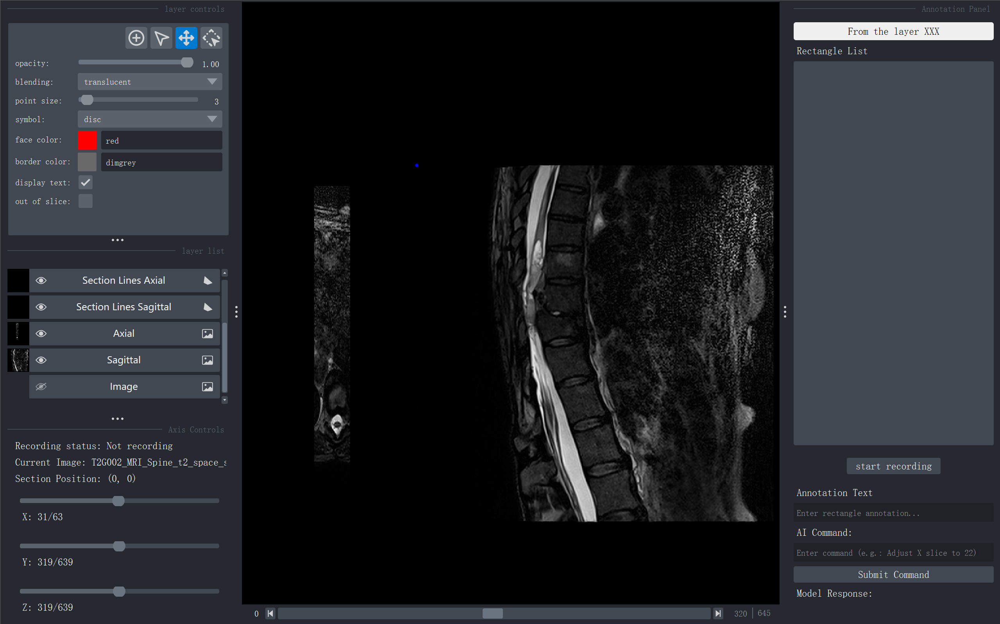 layer controls
opacity: 1.00
blending: translucent
point size: 3
symbol: disc
face color: red
border color: dimgrey
display text:
out of slice:
layer list
Section Lines Axial
Section Lines Sagittal
Axial
Sagittal
Image
Axis Controls
Recording status: Not recording
Current Image: T2G002_MRI_Spine_t2_space_s
Section Position: (0, 0)
X: 31/63
Y: 319/639
Z: 319/639
0 320 645
Annotation Panel
From the layer XXX
Rectangle List
start recording
Annotation Text
Enter rectangle annotation...
AI Command:
Enter command (e.g.: Adjust X slice to 22)
Submit Command
Model Response: